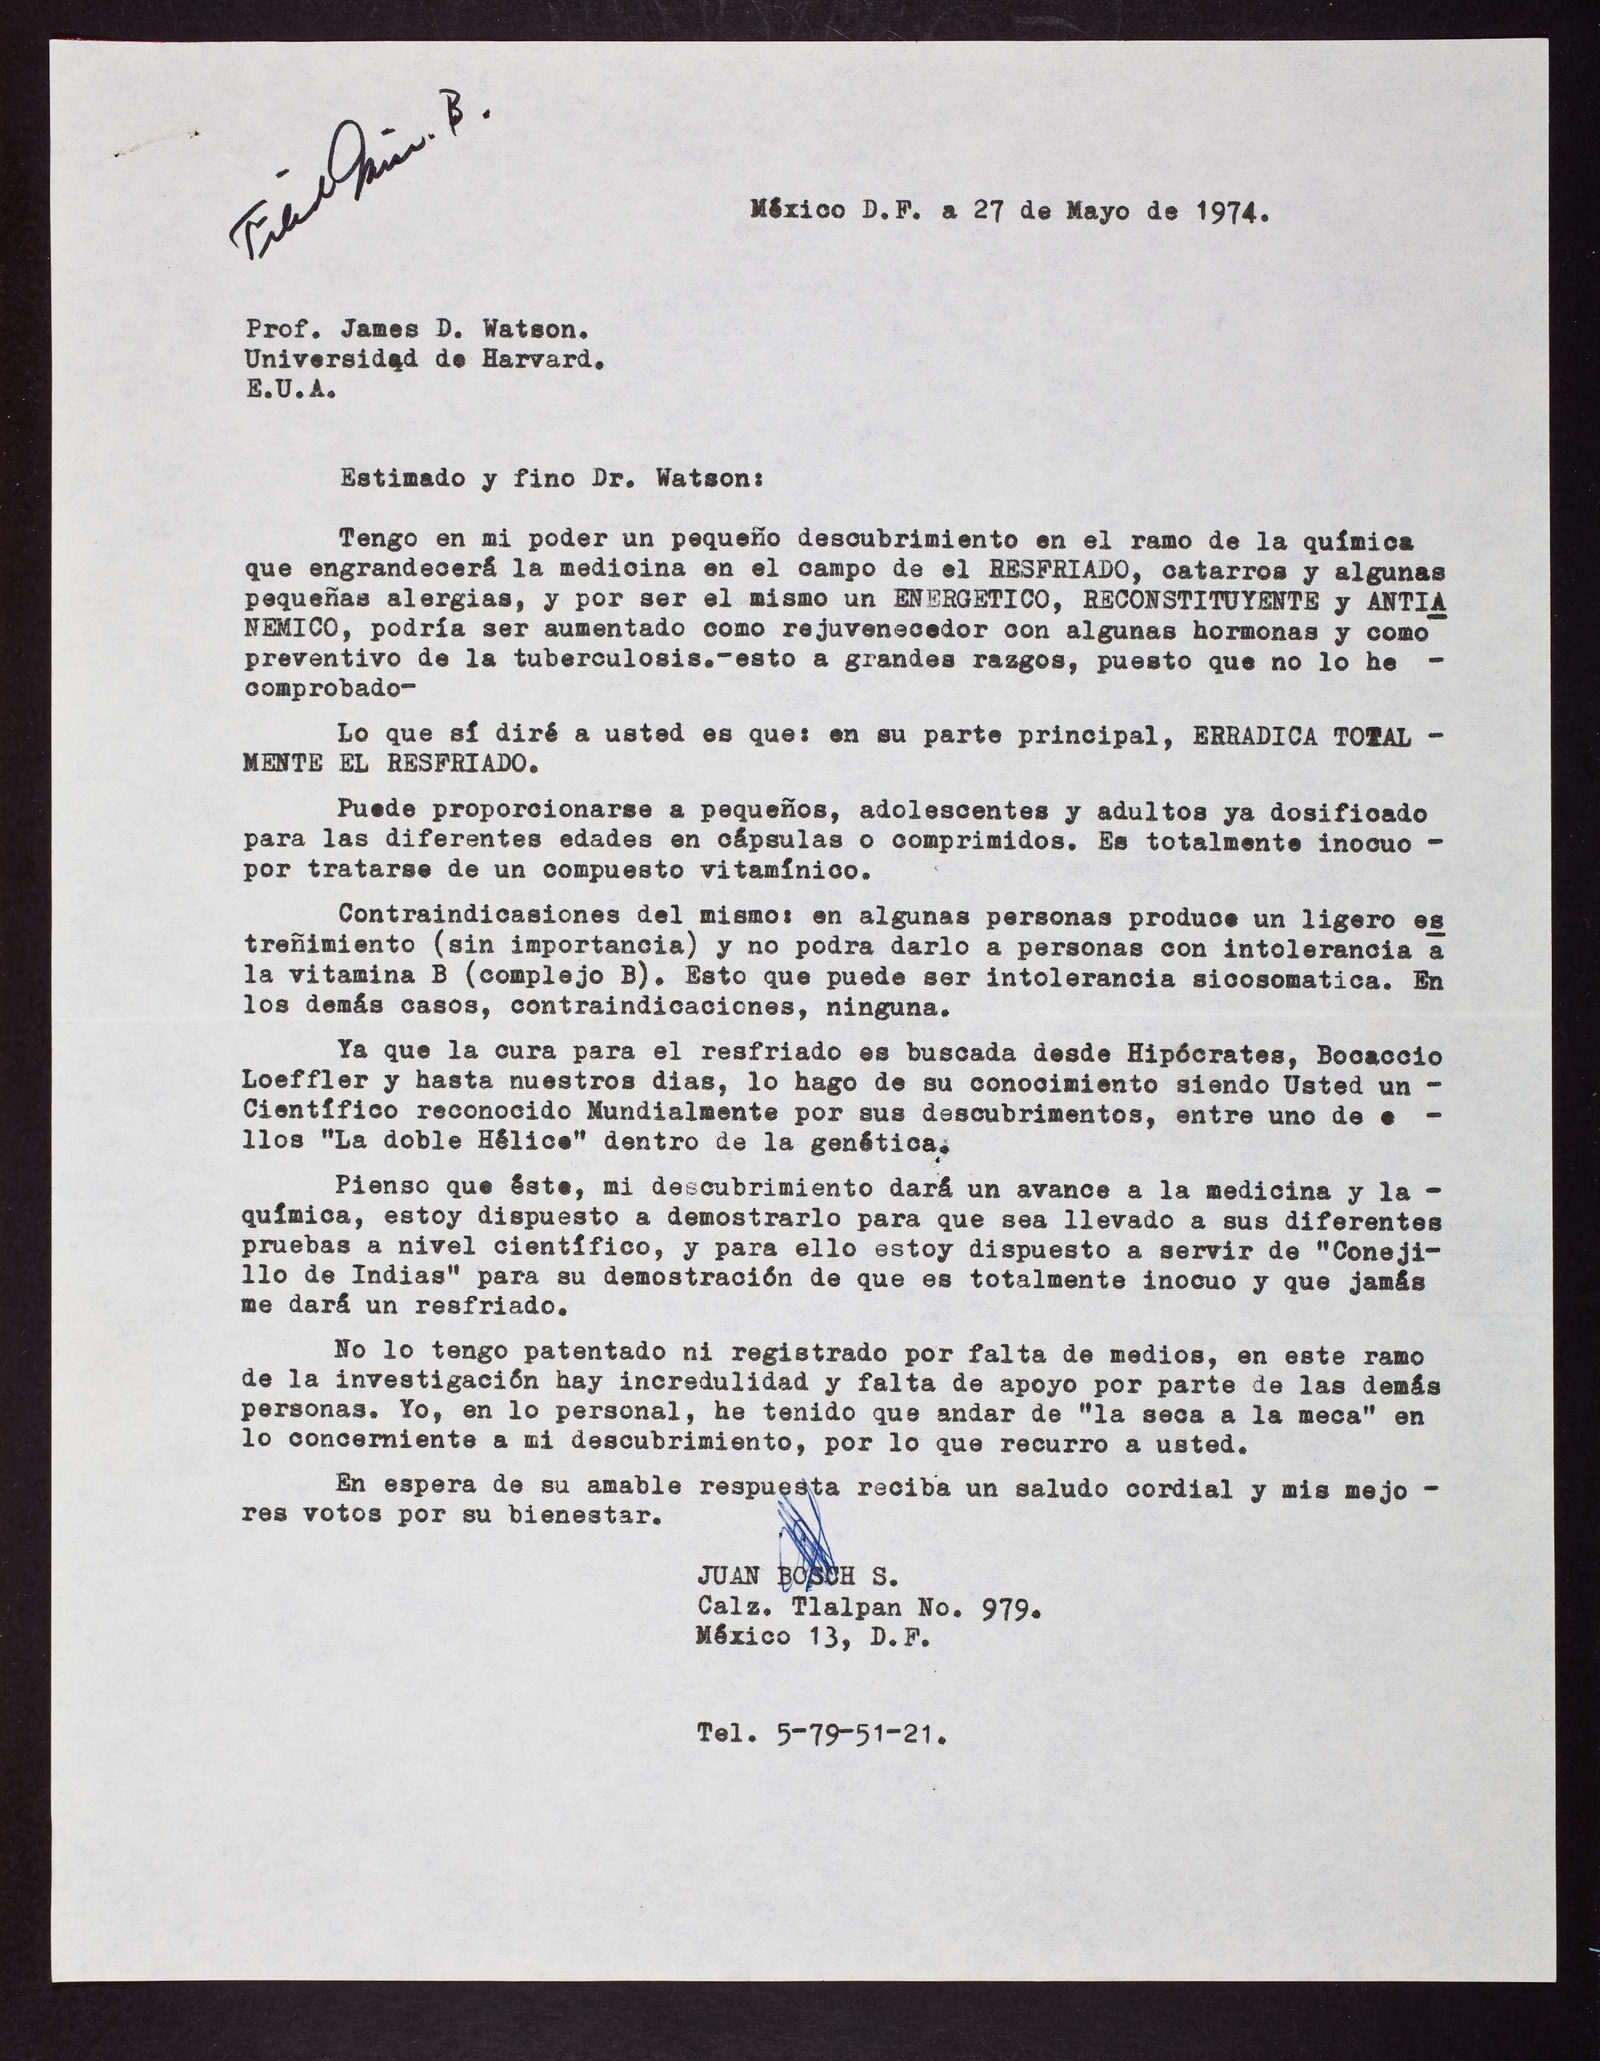 B.
México D.F. a 27 de Mayo de 1974.
Prof. James D. Watson.
Universidad de Harvard.
E.U.A.
Estimado y fino Dr. Watson:
Tengo en mi poder un pequeño descubrimiento en el ramo de la química
que engrandecerá la medicina en el campo de el RESFRIADO, catarros y algunas
pequeñas alergias, y por ser el mismo un ENERGETICO, RECONSTITUYENTE y ANTIA
NEMICO, podría ser aumentado como rejuvenecedor con algunas hormonas y como
preventivo de la tuberculosis.-esto a grandes razgos, puesto que no lo he -
comprobado-
Lo que sí diré a usted es que: en su parte principal, ERRADICA TOTAL -
MENTE EL RESFRIADO.
Puede proporcionarse a pequeños, adolescentes y adultos ya dosificado
para las diferentes edades en cápsulas o comprimidos. Es totalmente inocuo -
por tratarse de un compuesto vitamínico.
Contraindicasiones del mismo: en algunas personas produce un ligero es
treñimiento (sin importancia) y no podra darlo a personas con intolerancia a
la vitamina B (complejo B). Esto que puede ser intolerancia sicosomatica. En
los demás casos, contraindicaciones, ninguna.
Ya que la cura para el resfriado es buscada desde Hipócrates, Bocaccio
Loeffler y hasta nuestros dias, lo hago de su conocimiento siendo Usted un -
Científico reconocido Mundialmente por sus descubrimentos, entre uno de e -
llos "La doble Hélice" dentro de la genética.
Pienso que éste, mi descubrimiento dará un avance a la medicina y la -
química, estoy dispuesto a demostrarlo para que sea llevado a sus diferentes
pruebas a nivel científico, y para ello estoy dispuesto a servir de "Coneji-
llo de Indias" para su demostración de que es totalmente inocuo y que jamás
me dará un resfriado.
No lo tengo patentado ni registrado por falta de medios, en este ramo
de la investigación hay incredulidad y falta de apoyo por parte de las demás
personas. Yo, en lo personal, he tenido que andar de "la seca a la meca" en
lo concerniente a mi descubrimiento, por lo que recurro a usted.
En espera de su amable respuesta reciba un saludo cordial y mis mejo -
res votos por su bienestar.
JUAN BOSCH S.
Calz. Tlalpan No. 979.
México 13, D.F.
Tel. 5-79-51-21.